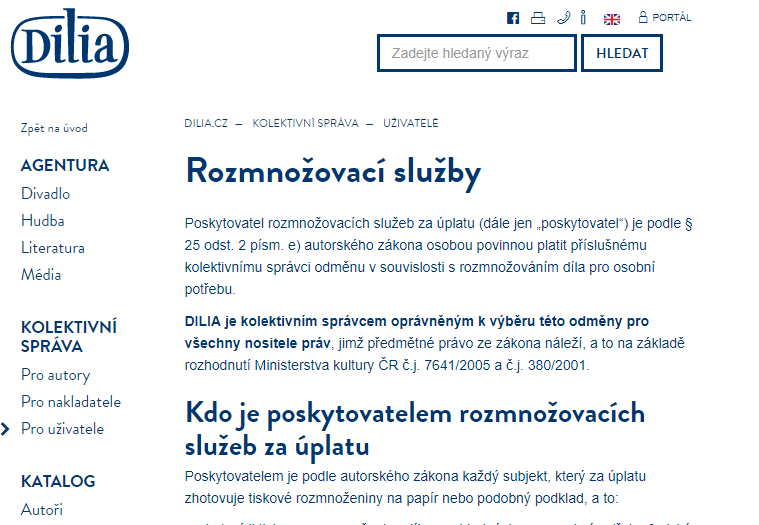 Dilia
PORTÁL
Zadejte hledaný výraz
HLEDAT
Zpět na úvod
AGENTURA
Divadlo
Hudba
Literatura
Média
KOLEKTIVNÍ
SPRÁVA
Pro autory
Pro nakladatele
Pro uživatele
KATALOG
Autoři
DILIA.CZ – KOLEKTIVNÍ SPRÁVA – UŽIVATELÉ
Rozmnožovací služby
Poskytovatel rozmnožovacích služeb za úplatu (dále jen „poskytovatel“) je podle §
25 odst. 2 písm. e) autorského zákona osobou povinnou platit příslušnému
kolektivnímu správci odměnu v souvislosti s rozmnožováním díla pro osobní
potřebu.
DILIA je kolektivním správcem oprávněným k výběru této odměny pro
všechny nositele práv, jimž předmětné právo ze zákona náleží, a to na základě
rozhodnutí Ministerstva kultury ČR č.j. 7641/2005 a č.j. 380/2001.
Kdo je poskytovatelem rozmnožovacích
služeb za úplatu
Poskytovatelem je podle autorského zákona každý subjekt, který za úplatu
zhotovuje tiskové rozmnoženiny na papír nebo podobný podklad, a to: